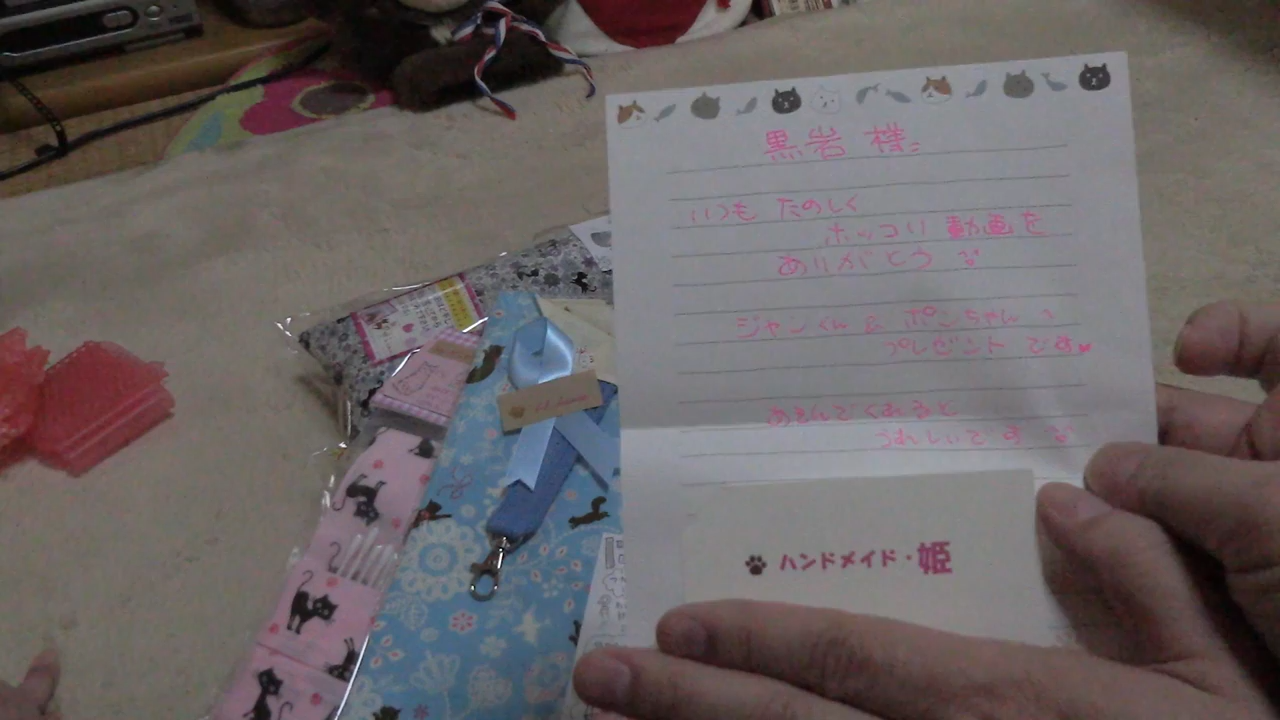 黒岩 様
いつも たのしく
ホッコリ 動画を
ありがとう
ジャンくん & ポンちゃんへ
プレゼント です♥
あそんでくれると
うれしいです
ハンドメイド・